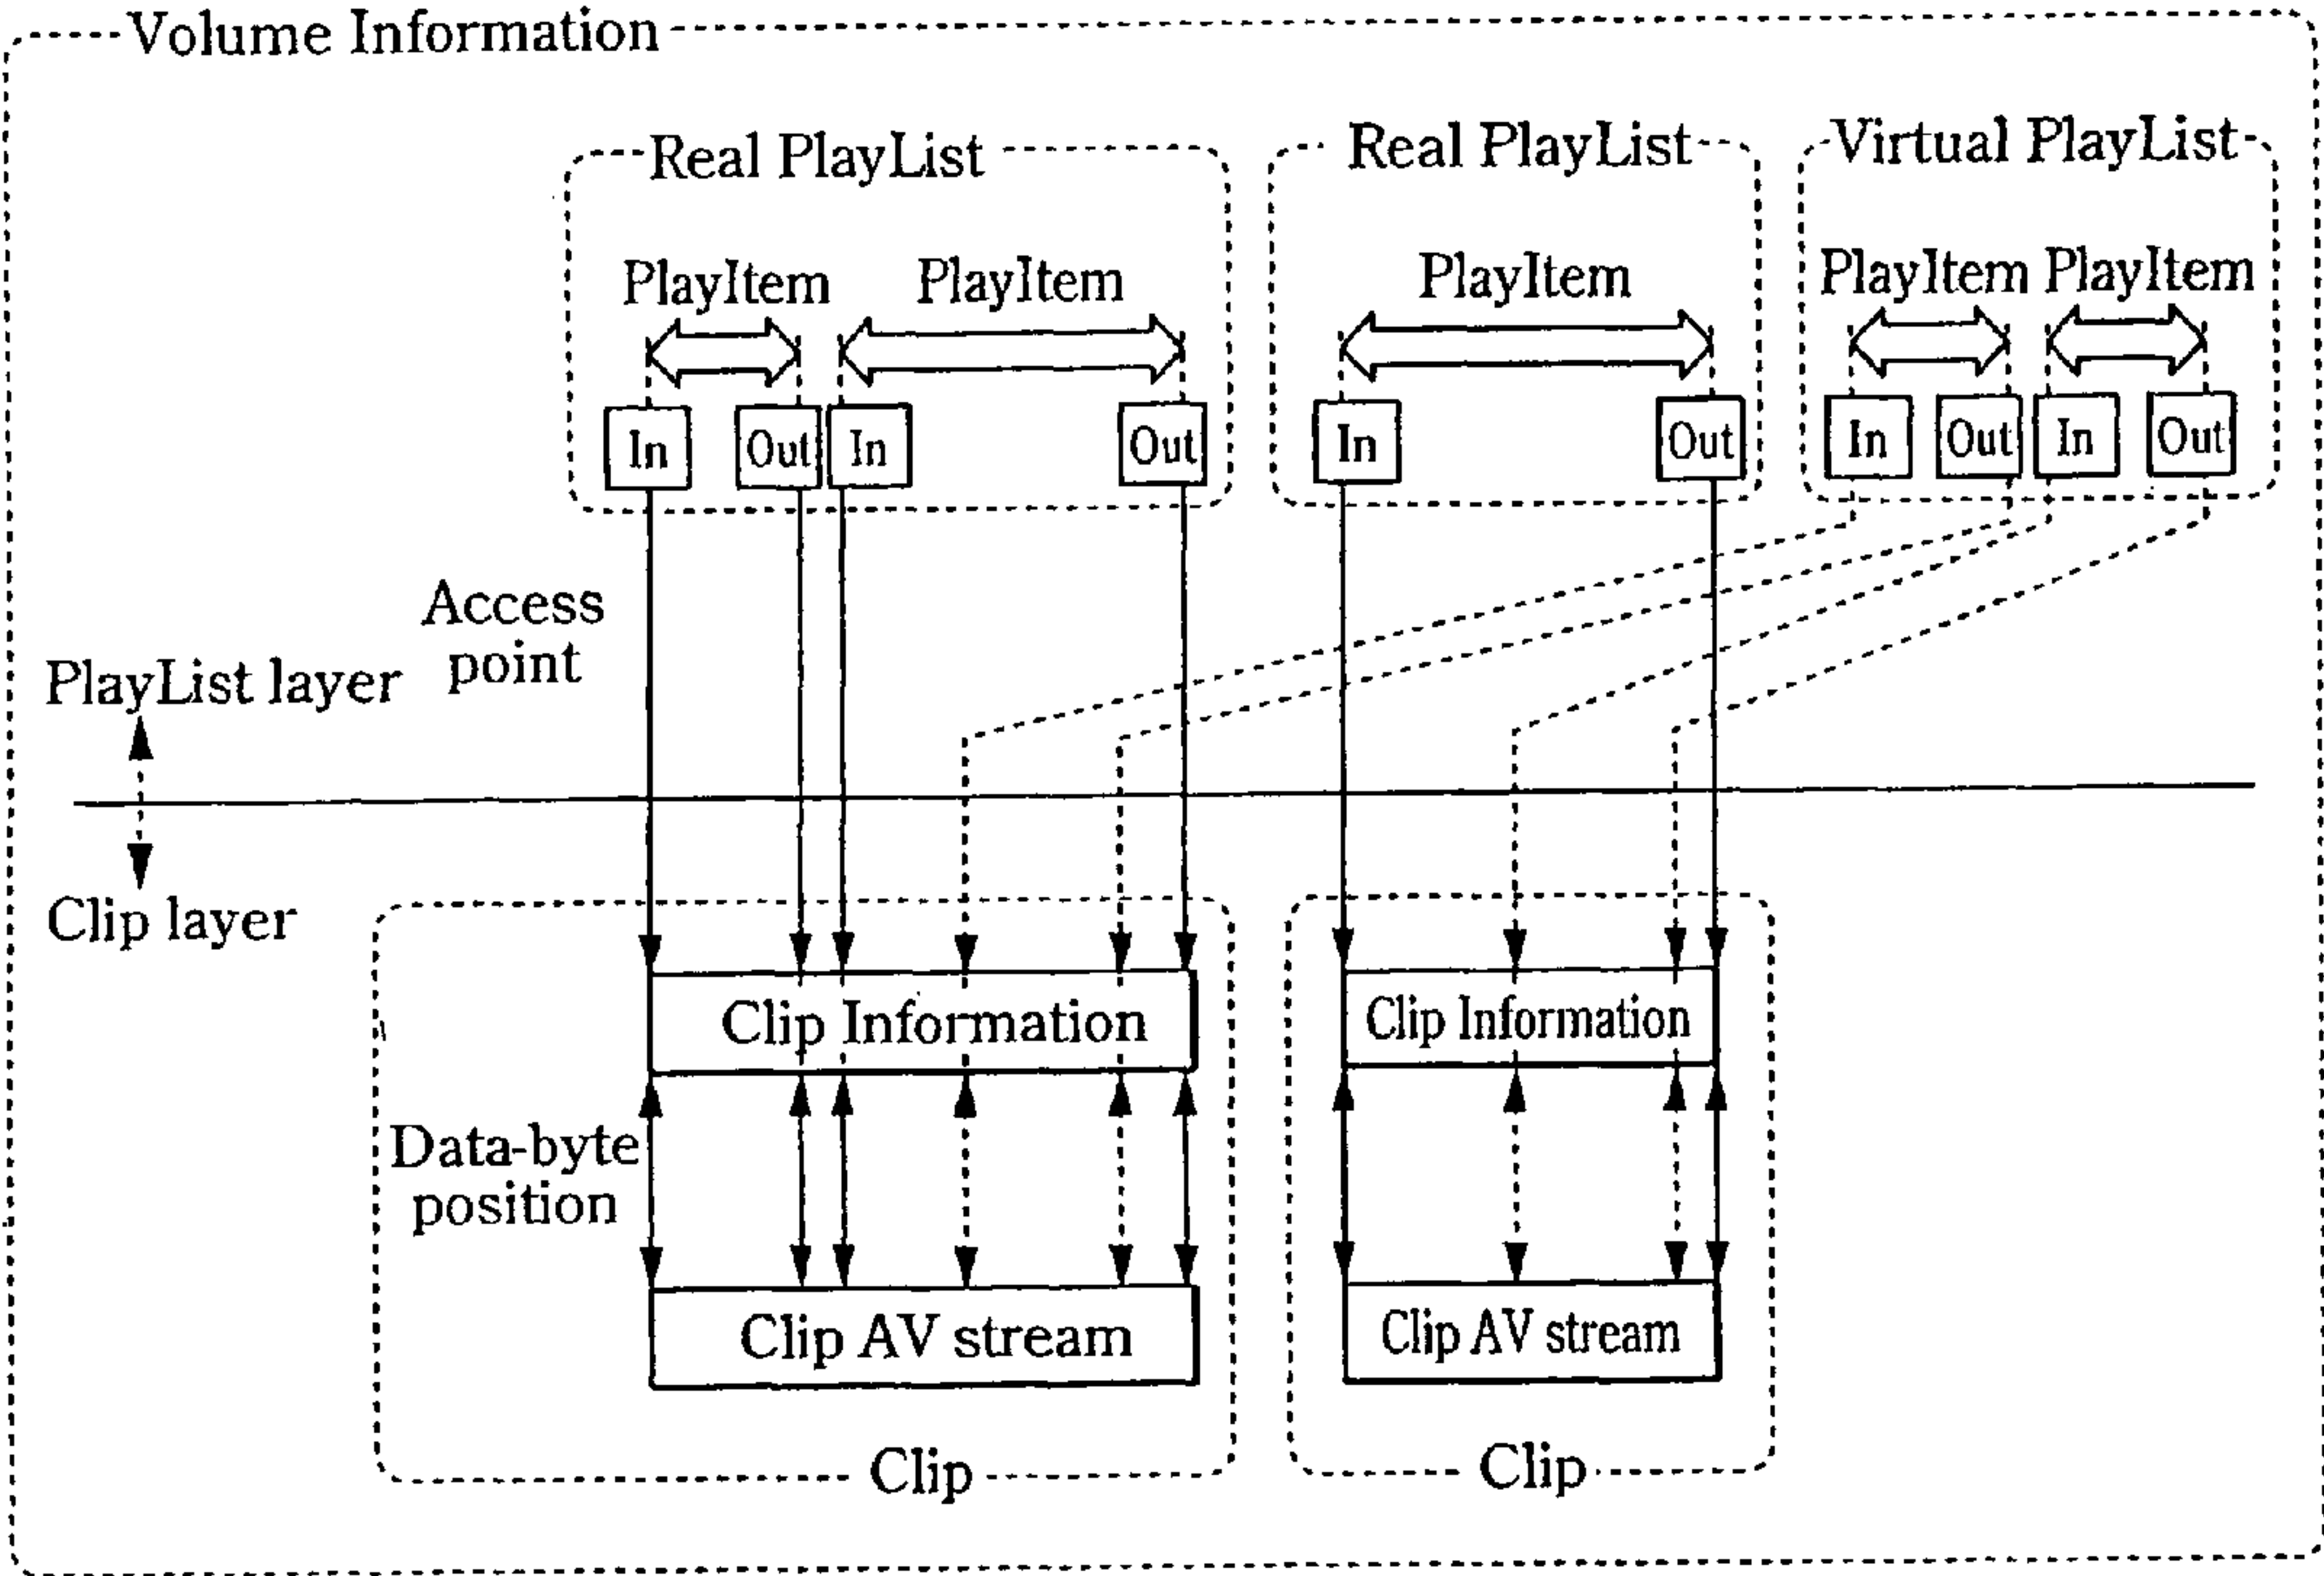 Volume Information
Real PlayList
Real PlayList
Virtual PlayList
PlayItem
PlayItem
PlayItem
PlayItem
PlayItem
In
Out
In
Out
In
Out
In
Out
In
Out
Access
point
PlayList layer
Clip layer
Clip Information
Clip Information
Data-byte
position
Clip AV stream
Clip AV stream
Clip
Clip